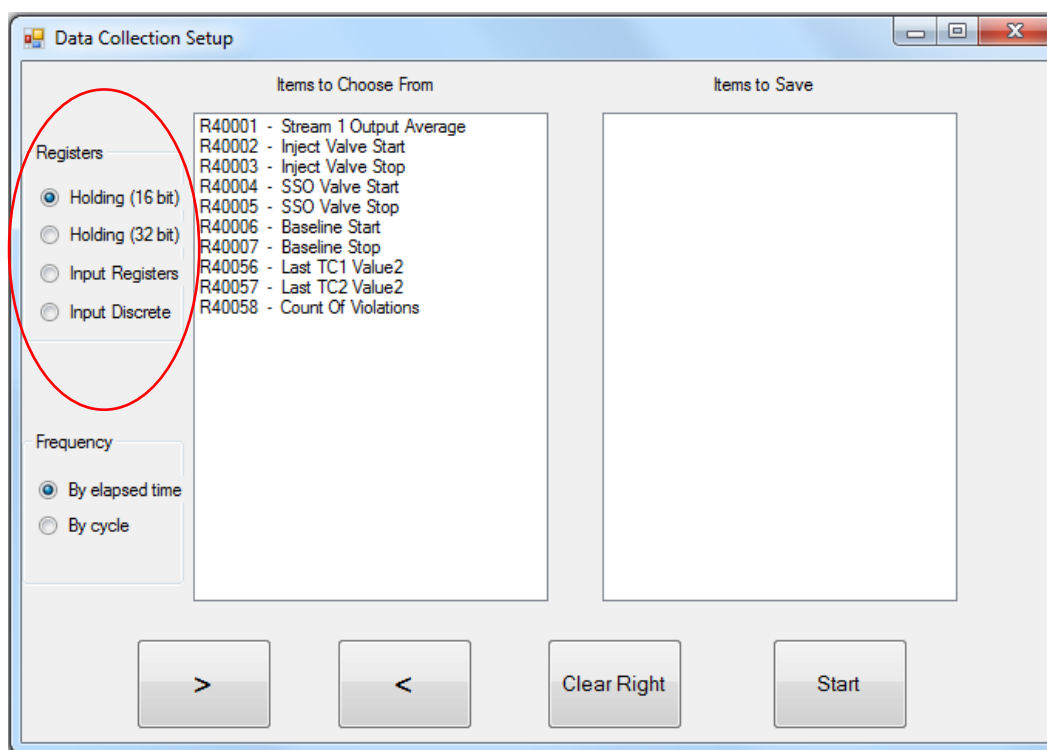 Data Collection Setup
Items to Choose From
Items to Save
Registers
Holding (16 bit)
Holding (32 bit)
Input Registers
Input Discrete
R40001 - Stream 1 Output Average
R40002 - Inject Valve Start
R40003 - Inject Valve Stop
R40004 - SSO Valve Start
R40005 - SSO Valve Stop
R40006 - Baseline Start
R40007 - Baseline Stop
R40056 - Last TC1 Value2
R40057 - Last TC2 Value2
R40058 - Count Of Violations
Frequency
By elapsed time
By cycle
>
<
Clear Right
Start